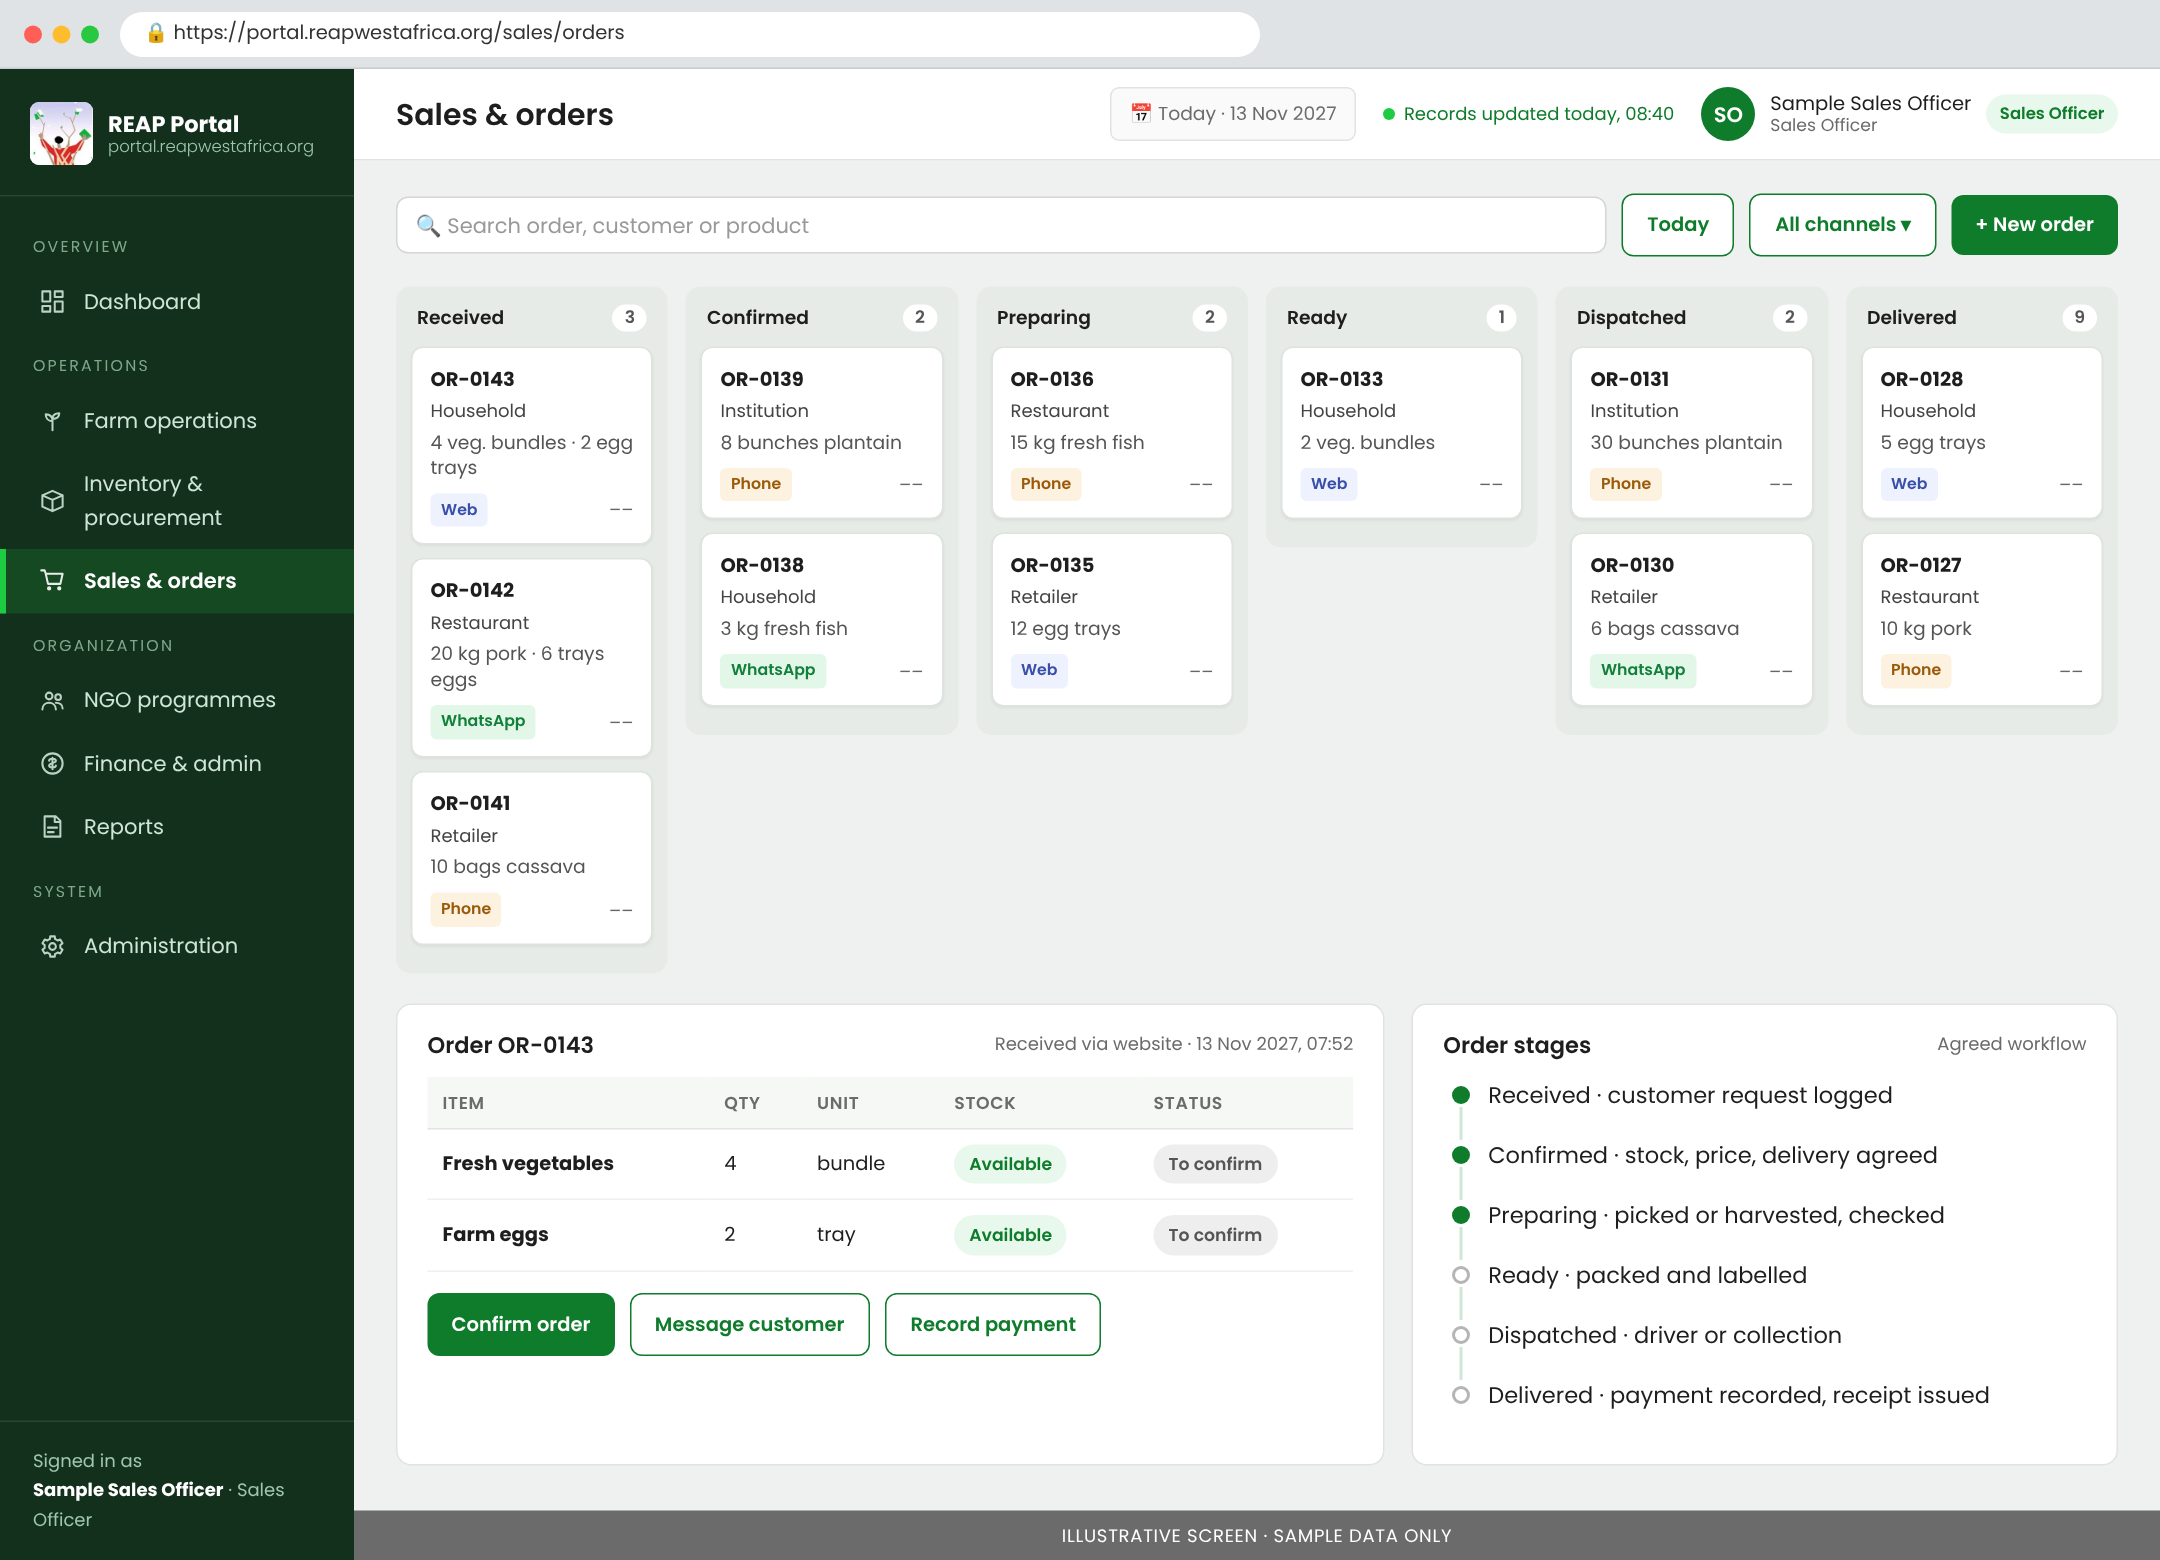 https://portal.reapwestafrica.org/sales/orders
REAP Portal
portal.reapwestafrica.org
OVERVIEW
Dashboard
OPERATIONS
Farm operations
Inventory &
procurement
Sales & orders
ORGANIZATION
NGO programmes
Finance & admin
Reports
SYSTEM
Administration
Signed in as
Sample Sales Officer · Sales
Officer
Sales & orders
Today · 13 Nov 2027
Records updated today, 08:40
SO
Sample Sales Officer
Sales Officer
Sales Officer
Search order, customer or product
Today
All channels ▾
+ New order
Received 3
OR-0143
Household
4 veg. bundles · 2 egg
trays
Web --
OR-0142
Restaurant
20 kg pork · 6 trays
eggs
WhatsApp --
OR-0141
Retailer
10 bags cassava
Phone --
Confirmed 2
OR-0139
Institution
8 bunches plantain
Phone --
OR-0138
Household
3 kg fresh fish
WhatsApp --
Preparing 2
OR-0136
Restaurant
15 kg fresh fish
Phone --
OR-0135
Retailer
12 egg trays
Web --
Ready 1
OR-0133
Household
2 veg. bundles
Web --
Dispatched 2
OR-0131
Institution
30 bunches plantain
Phone --
OR-0130
Retailer
6 bags cassava
WhatsApp --
Delivered 9
OR-0128
Household
5 egg trays
Web --
OR-0127
Restaurant
10 kg pork
Phone --
Order OR-0143
Received via website · 13 Nov 2027, 07:52
ITEM QTY UNIT STOCK STATUS
Fresh vegetables 4 bundle Available To confirm
Farm eggs 2 tray Available To confirm
Confirm order
Message customer
Record payment
Order stages
Agreed workflow
Received · customer request logged
Confirmed · stock, price, delivery agreed
Preparing · picked or harvested, checked
Ready · packed and labelled
Dispatched · driver or collection
Delivered · payment recorded, receipt issued
ILLUSTRATIVE SCREEN · SAMPLE DATA ONLY